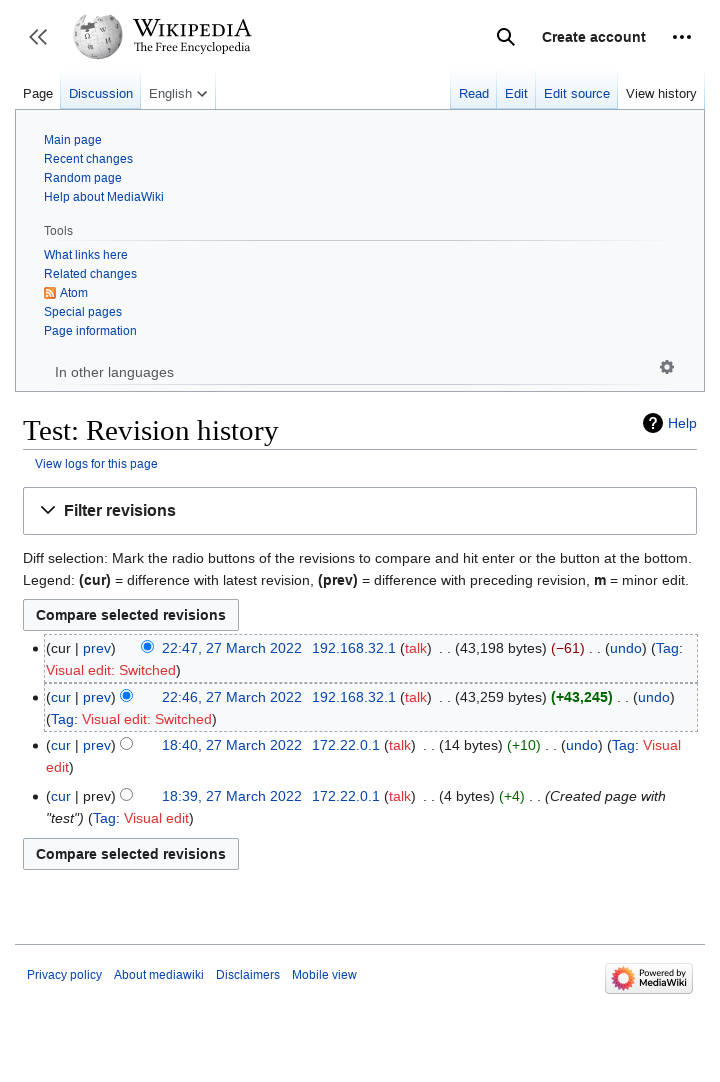 WIKIPEDIA
The Free Encyclopedia
Create account
Page
Discussion
English
Read
Edit
Edit source
View history
Main page
Recent changes
Random page
Help about MediaWiki
Tools
What links here
Related changes
Atom
Special pages
Page information
In other languages
Test: Revision history
Help
View logs for this page
Filter revisions
Diff selection: Mark the radio buttons of the revisions to compare and hit enter or the button at the bottom.
Legend: (cur) = difference with latest revision, (prev) = difference with preceding revision, m = minor edit.
Compare selected revisions
(cur | prev) 22:47, 27 March 2022 192.168.32.1 (talk) . . (43,198 bytes) (−61) . . (undo) (Tag:
Visual edit: Switched)
(cur | prev) 22:46, 27 March 2022 192.168.32.1 (talk) . . (43,259 bytes) (+43,245) . . (undo)
(Tag: Visual edit: Switched)
(cur | prev) 18:40, 27 March 2022 172.22.0.1 (talk) . . (14 bytes) (+10) . . (undo) (Tag: Visual
edit)
(cur | prev) 18:39, 27 March 2022 172.22.0.1 (talk) . . (4 bytes) (+4) . . (Created page with
"test") (Tag: Visual edit)
Compare selected revisions
Privacy policy
About mediawiki
Disclaimers
Mobile view
Powered by
MediaWiki